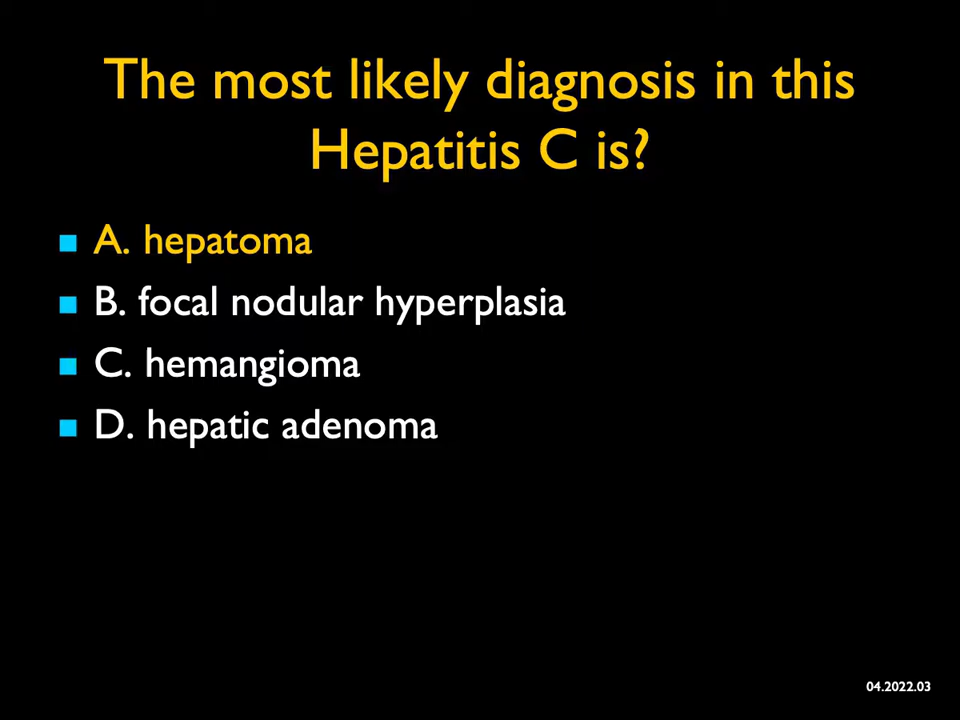 The most likely diagnosis in this
Hepatitis C is?
A. hepatoma
B. focal nodular hyperplasia
C. hemangioma
D. hepatic adenoma
04.2022.03